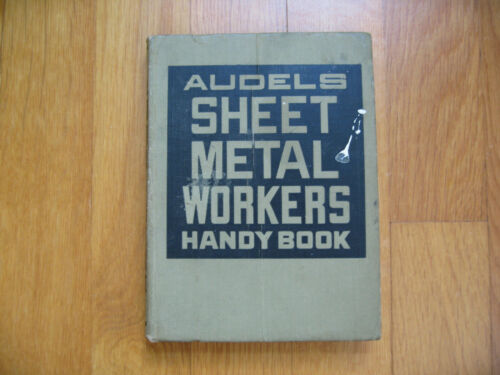 AUDELS
SHEET
METAL
WORKERS
HANDY BOOK